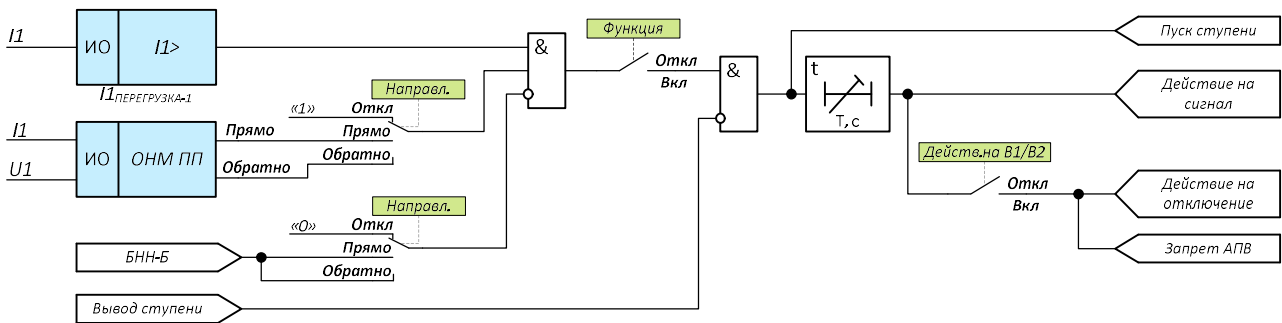 I1
ИО
I1>
I1ПЕРЕГРУЗКА-1
I1
U1
ИО
ОНМ ПП
Прямо
Обратно
«1»
Направл.
Откл
Прямо
Обратно
«0»
Направл.
Откл
Прямо
Обратно
БНН-Б
Вывод ступени
&
Функция
Откл
Вкл
&
t
T,c
Действ.на В1/В2
Откл
Вкл
Пуск ступени
Действие на
сигнал
Действие на
отключение
Запрет АПВ